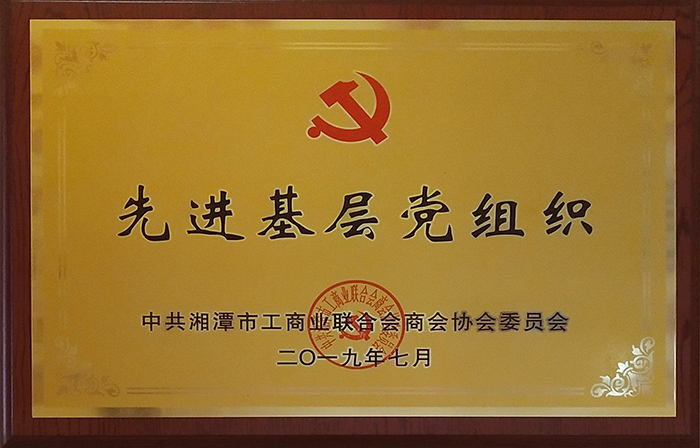 先进基层党组织
中共湘潭市工商业联合会商会协会委员会
二〇一九年七月